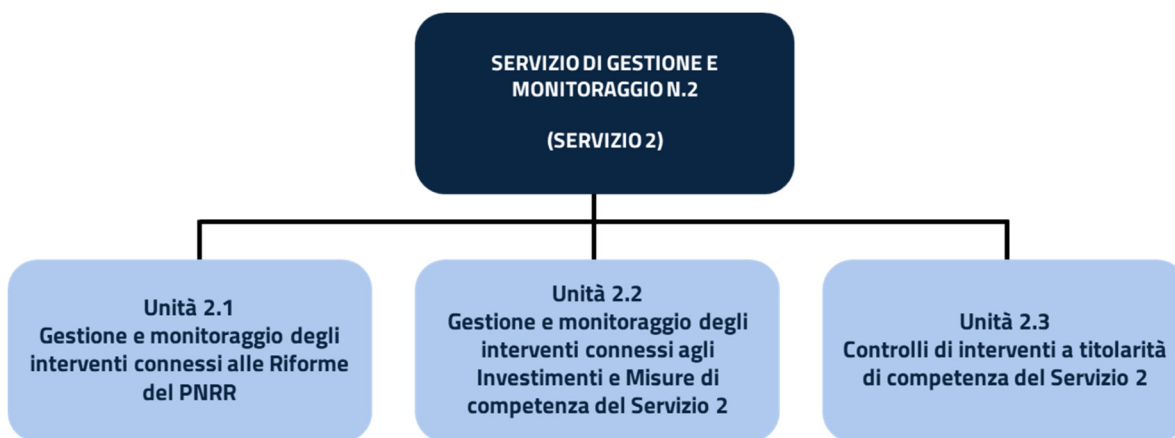 SERVIZIO DI GESTIONE E
MONITORAGGIO N.2
(SERVIZIO 2)
Unità 2.1
Gestione e monitoraggio degli
interventi connessi alle Riforme
del PNRR
Unità 2.2
Gestione e monitoraggio degli
interventi connessi agli
Investimenti e Misure di
competenza del Servizio 2
Unità 2.3
Controlli di interventi a titolarità
di competenza del Servizio 2